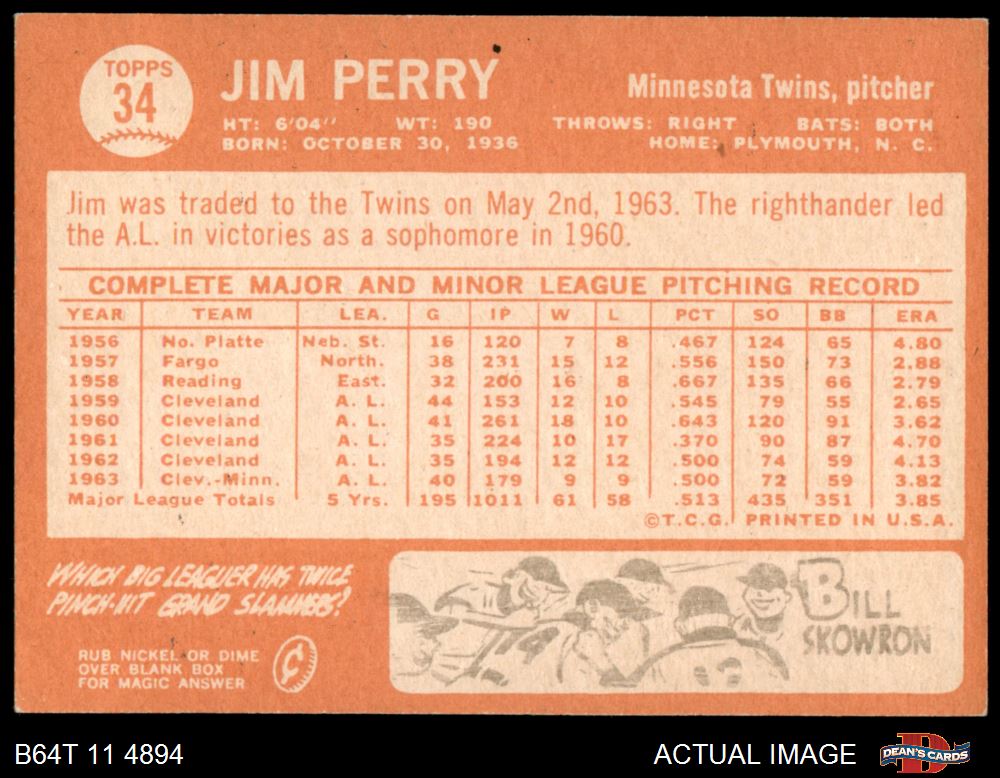 TOPPS
34
JIM PERRY
Minnesota Twins, pitcher
HT: 6'04" WT: 190 THROWS: RIGHT BATS: BOTH
BORN: OCTOBER 30, 1936 HOME: PLYMOUTH, N. C.
Jim was traded to the Twins on May 2nd, 1963. The righthander led
the A.L. in victories as a sophomore in 1960.
COMPLETE MAJOR AND MINOR LEAGUE PITCHING RECORD
YEAR TEAM LEA. G IP W L PCT SO BB ERA
1956 No. Platte Neb. St. 16 120 7 8 .467 124 65 4.80
1957 Fargo North. 38 231 15 12 .556 150 73 2.88
1958 Reading East. 32 200 16 8 .667 135 66 2.79
1959 Cleveland A. L. 44 153 12 10 .545 79 55 2.65
1960 Cleveland A. L. 41 261 18 10 .643 120 91 3.62
1961 Cleveland A. L. 35 224 10 17 .370 90 87 4.70
1962 Cleveland A. L. 35 194 12 12 .500 74 59 4.13
1963 Clev.-Minn. A. L. 40 179 9 9 .500 72 59 3.82
Major League Totals 5 Yrs. 195 1011 61 58 .513 435 351 3.85
©T.C.G. PRINTED IN U.S.A.
WHICH BIG LEAGUER HAS TWICE
PINCH-HIT GRAND SLAMMERS?
RUB NICKEL OR DIME
OVER BLANK BOX
FOR MAGIC ANSWER
¢
BILL
SKOWRON
B64T 11 4894
ACTUAL IMAGE
D
DEAN'S CARDS